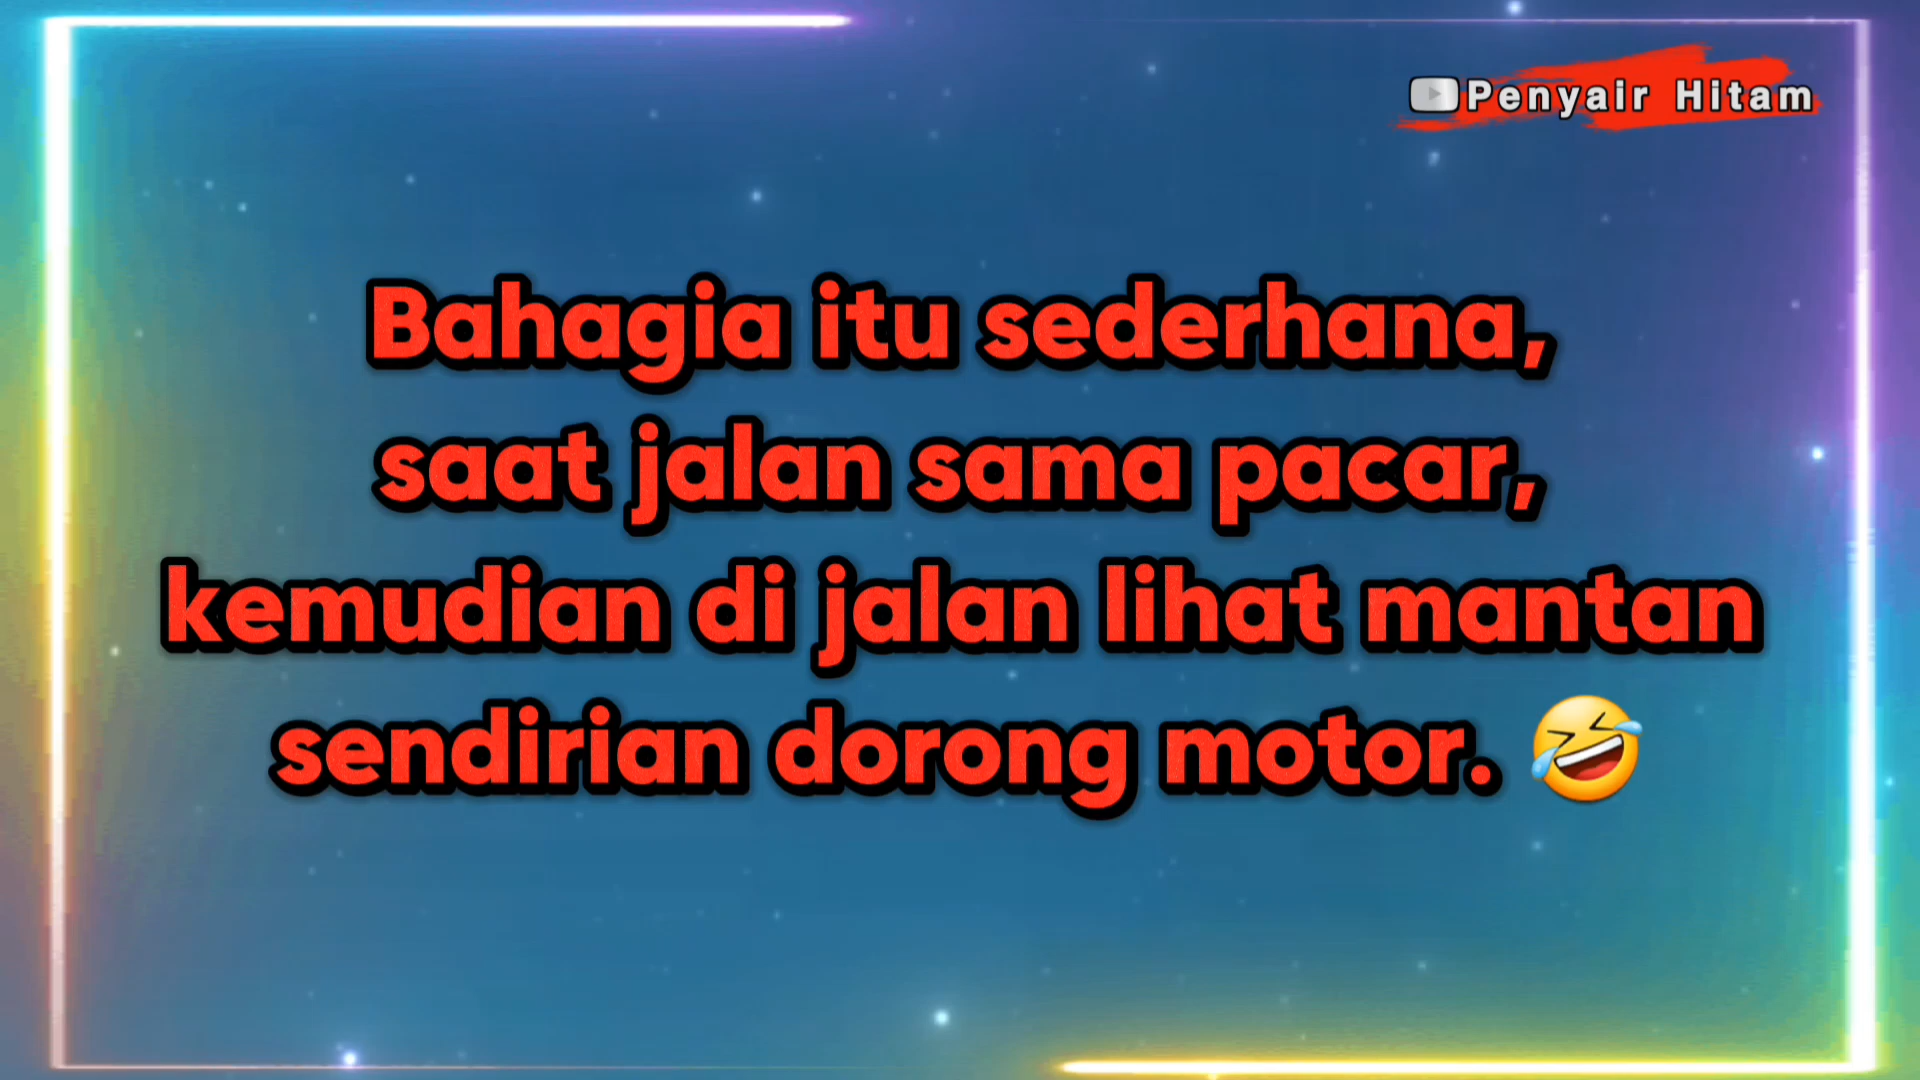 Penyair Hitam
Bahagia itu sederhana,
saat jalan sama pacar,
kemudian di jalan lihat mantan
sendirian dorong motor. 🤣